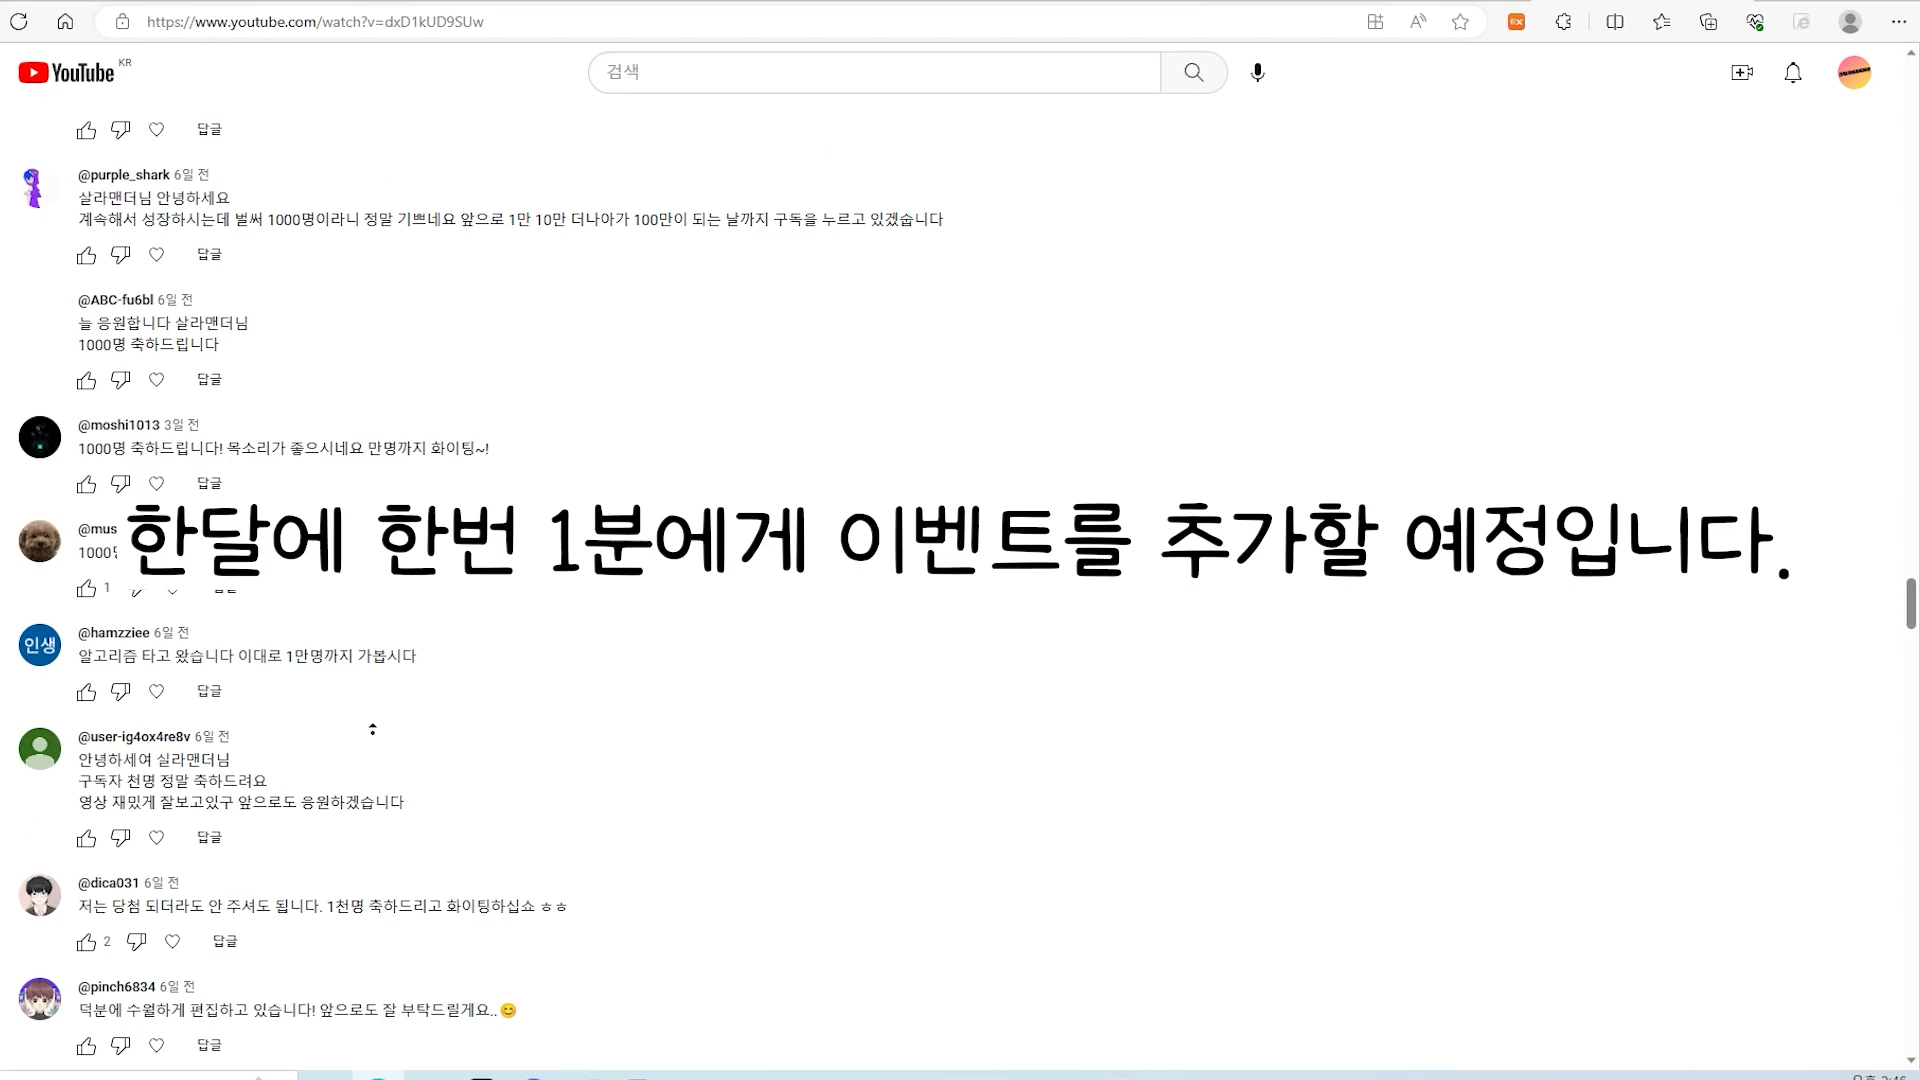 https://www.youtube.com/watch?v=dxD1kUD9SUw
YouTube KR
검색
답글
@purple_shark 6일 전
살라맨더님 안녕하세요
계속해서 성장하시는데 벌써 1000명이라니 정말 기쁘네요 앞으로 1만 10만 더나아가 100만이 되는 날까지 구독을 누르고 있겠숩니다
답글
@ABC-fu6bl 6일 전
늘 응원합니다 살라맨더님
1000명 축하드립니다
답글
@moshi1013 3일 전
1000명 축하드립니다! 목소리가 좋으시네요 만명까지 화이팅~!
답글
한달에 한번 1분에게 이벤트를 추가할 예정입니다.
@mus
1000
1
인생
@hamzziee 6일 전
알고리즘 타고 왔습니다 이대로 1만명까지 가봅시다
답글
@user-ig4ox4re8v 6일 전
안녕하세여 실라맨더님
구독자 천명 정말 축하드려요
영상 재밌게 잘보고있구 앞으로도 응원하겠습니다
답글
@dica031 6일 전
저는 당첨 되더라도 안 주셔도 됩니다. 1천명 축하드리고 화이팅하십쇼 ㅎㅎ
2 답글
@pinch6834 6일 전
덕분에 수월하게 편집하고 있습니다! 앞으로도 잘 부탁드릴게요..😊
답글